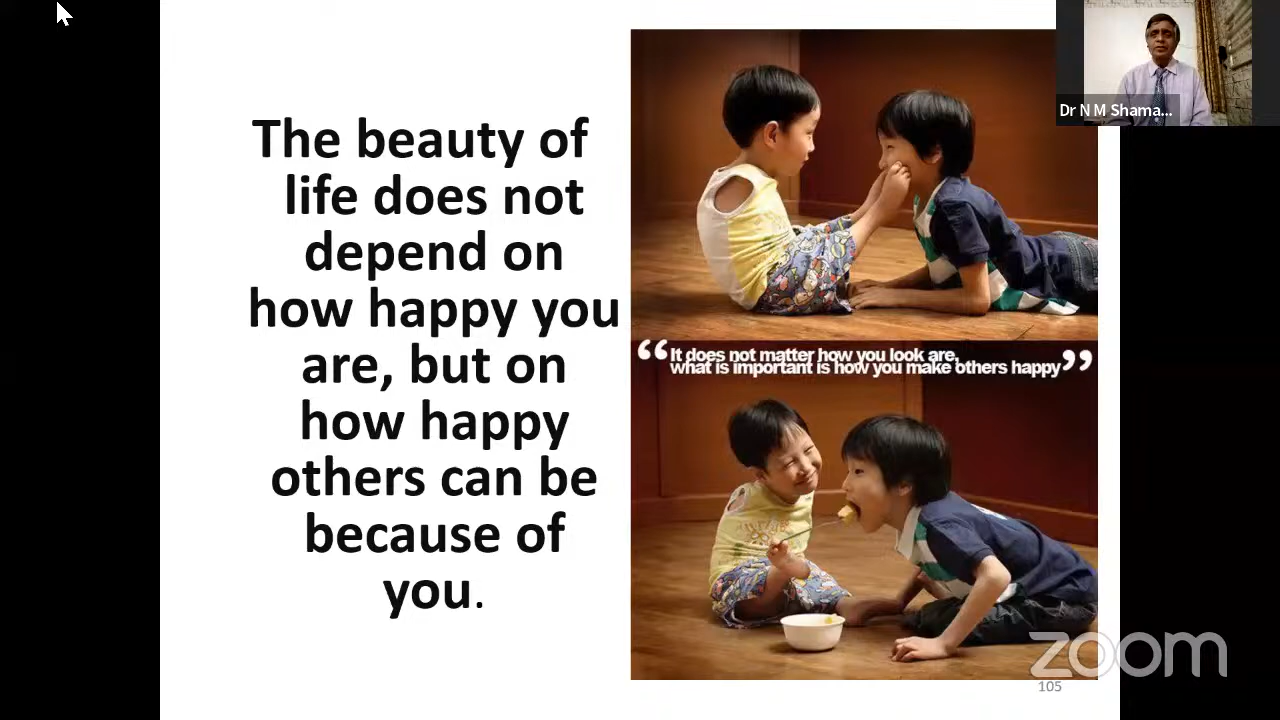 The beauty of
life does not
depend on
how happy you
are, but on
how happy
others can be
because of
you.
“It does not matter how you look are,
what is important is how you make others happy”
Dr N M Shama...
zoom
105